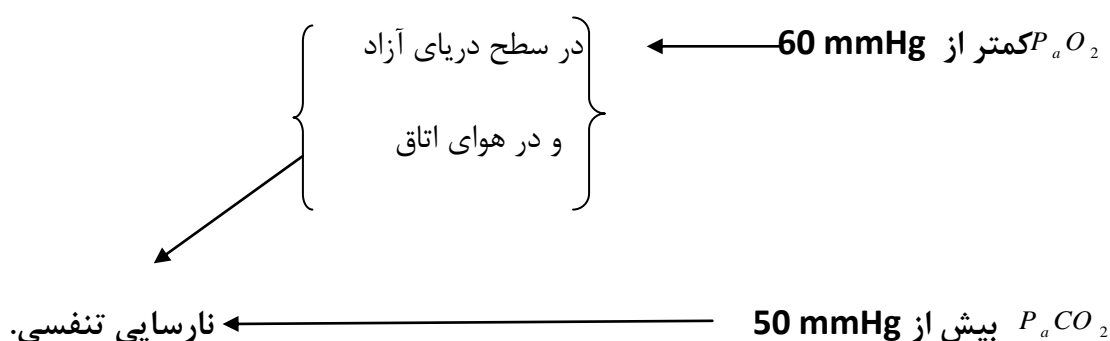 PaO2 کمتر از 60 mmHg در سطح دریای آزاد
و در هوای اتاق
PaCO2 بیش از 50 mmHg نارسایی تنفسی.